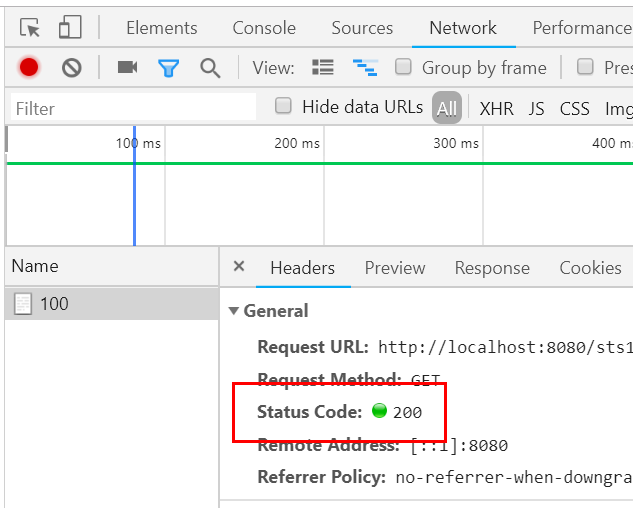 Elements Console Sources Network Performance
View: Group by frame Pres
Filter Hide data URLs All XHR JS CSS Img
100 ms 200 ms 300 ms 400 ms
Name × Headers Preview Response Cookies
100
General
Request URL: http://localhost:8080/sts1
Request Method: GET
Status Code: 200
Remote Address: [::1]:8080
Referrer Policy: no-referrer-when-downgra